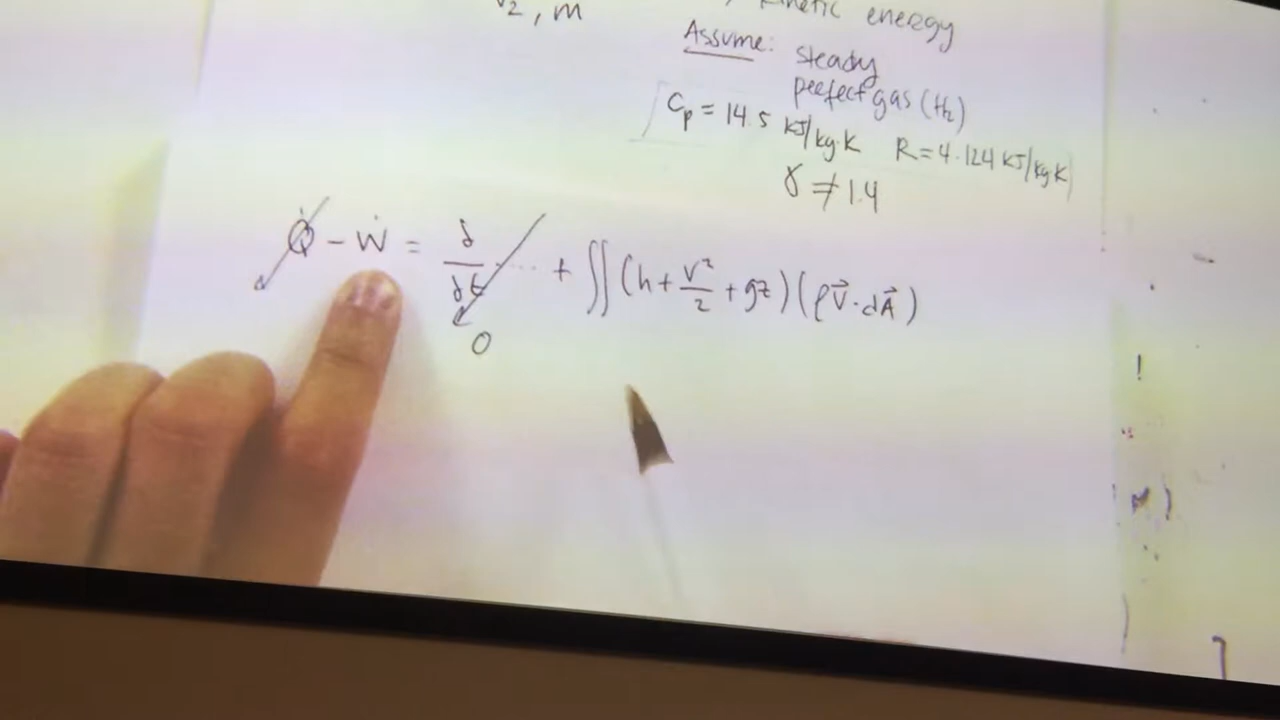 V₂, m
, kinetic energy
Assume: steady
perfect gas (H₂)
Cp = 14.5 kJ/kg·K R = 4.124 kJ/kg K
γ ≠ 1.4
Q̇ - Ẇ = ∂/∂t ..... + ∬(h + V²/2 + gz)(ρV⃗·dA⃗)
0